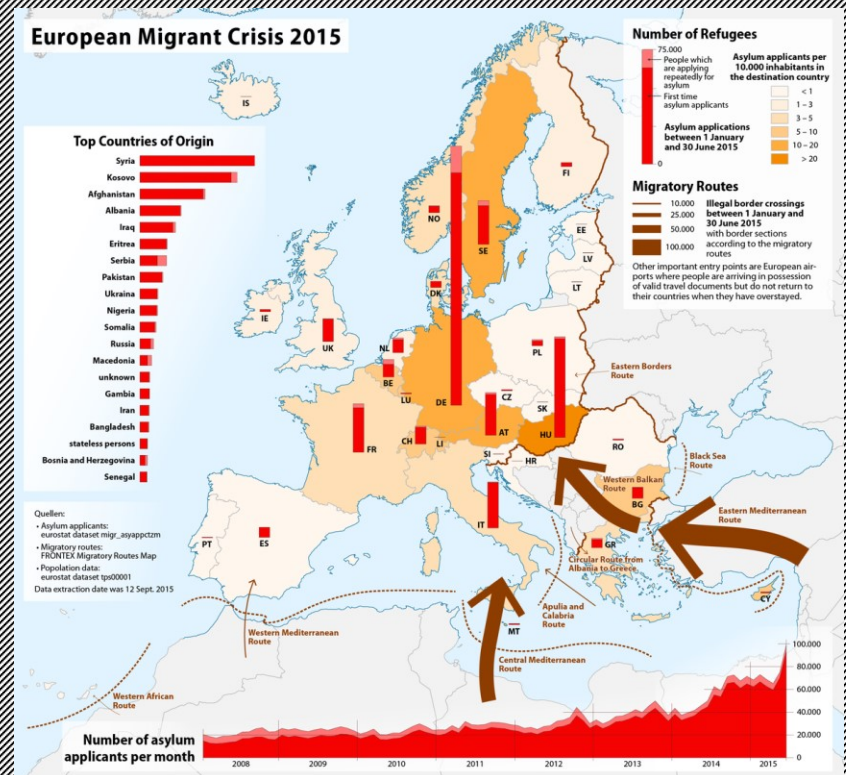 European Migrant Crisis 2015
Number of Refugees
75.000
People which
are applying
repeatedly for
asylum
First time
asylum applicants
Asylum applications
between 1 January
and 30 June 2015
0
Asylum applicants per
10.000 inhabitants in
the destination country
< 1
1 – 3
3 – 5
5 – 10
10 – 20
> 20
Migratory Routes
10.000
25.000
50.000
100.000
Illegal border crossings
between 1 January and
30 June 2015
with border sections
according to the migratory
routes
Other important entry points are European air-
ports where people are arriving in possession
of valid travel documents but do not return to
their countries when they have overstayed.
Top Countries of Origin
Syria
Kosovo
Afghanistan
Albania
Iraq
Eritrea
Serbia
Pakistan
Ukraina
Nigeria
Somalia
Russia
Macedonia
unknown
Gambia
Iran
Bangladesh
stateless persons
Bosnia and Herzegovina
Senegal
Quellen:
• Asylum applicants:
eurostat dataset migr_asyappctzm
• Migratory routes:
FRONTEX Migratory Routes Map
• Popolation data:
eurostat dataset tps00001
Data extraction date was 12 Sept. 2015
IS
FI
NO
SE
EE
LV
LT
DK
IE
UK
NL
BE
LU
DE
PL
CZ
SK
FR
CH
LI
AT
HU
SI
HR
RO
IT
BG
GR
PT
ES
MT
CY
Eastern Borders
Route
Black Sea
Route
Western Balkan
Route
Eastern Mediterranean
Route
Circular Route from
Albania to Greece
Apulia and
Calabria
Route
Central Mediterranean
Route
Western Mediterranean
Route
Western African
Route
Number of asylum
applicants per month
100.000
80.000
60.000
40.000
20.000
0
2008
2009
2010
2011
2012
2013
2014
2015